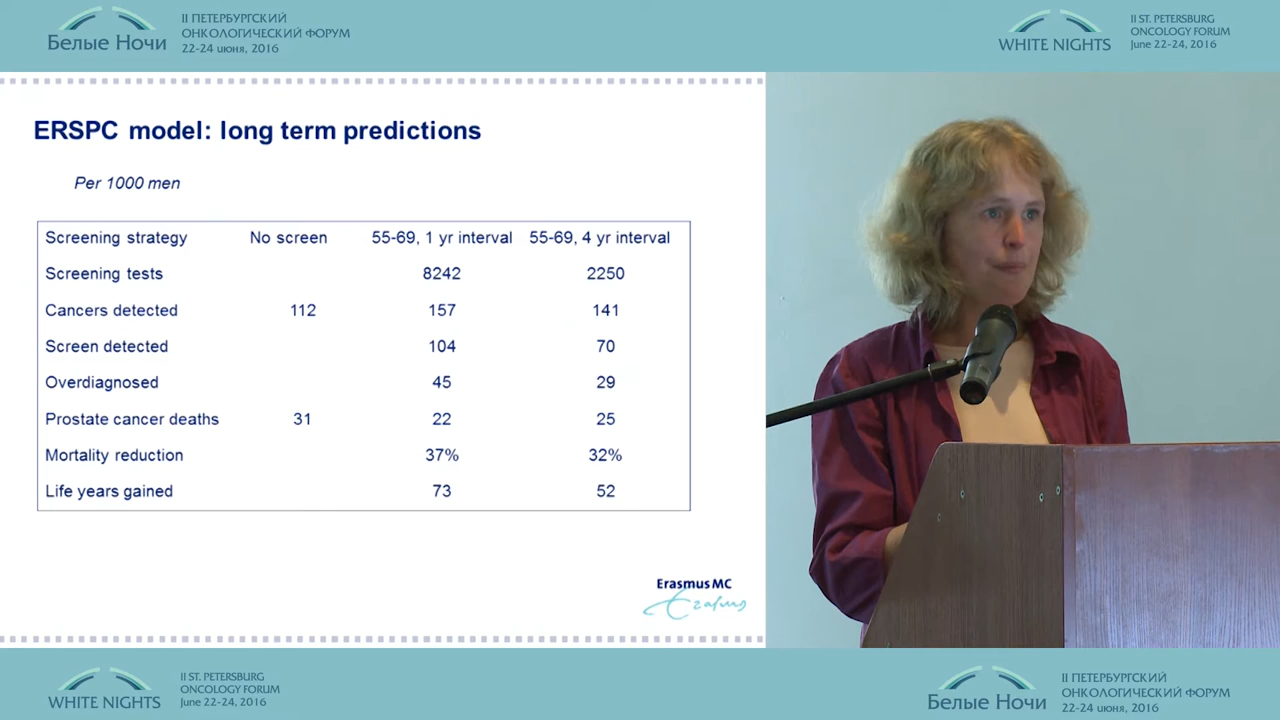 Белые Ночи
II ПЕТЕРБУРГСКИЙ
ОНКОЛОГИЧЕСКИЙ ФОРУМ
22-24 июня, 2016
WHITE NIGHTS
II ST. PETERSBURG
ONCOLOGY FORUM
June 22-24, 2016
ERSPC model: long term predictions
Per 1000 men
Screening strategy No screen 55-69, 1 yr interval 55-69, 4 yr interval
Screening tests 8242 2250
Cancers detected 112 157 141
Screen detected 104 70
Overdiagnosed 45 29
Prostate cancer deaths 31 22 25
Mortality reduction 37% 32%
Life years gained 73 52
Erasmus MC
Erasmus
WHITE NIGHTS
II ST. PETERSBURG
ONCOLOGY FORUM
June 22-24, 2016
Белые Ночи
II ПЕТЕРБУРГСКИЙ
ОНКОЛОГИЧЕСКИЙ ФОРУМ
22-24 июня, 2016